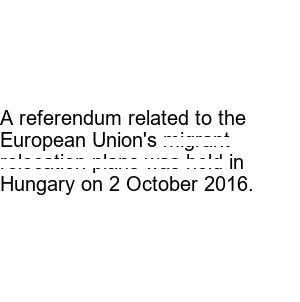 A referendum related to the
European Union's migrant
relocation plans was held in
Hungary on 2 October 2016.